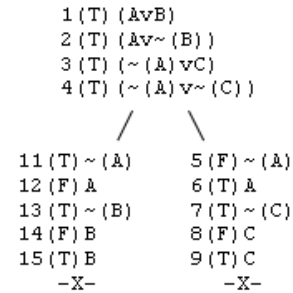 1(T)(AvB)
2(T)(Av~(B))
3(T)(~(A)vC)
4(T)(~(A)v~(C))
11(T)~(A)
12(F)A
13(T)~(B)
14(F)B
15(T)B
-X-
5(F)~(A)
6(T)A
7(T)~(C)
8(F)C
9(T)C
-X-